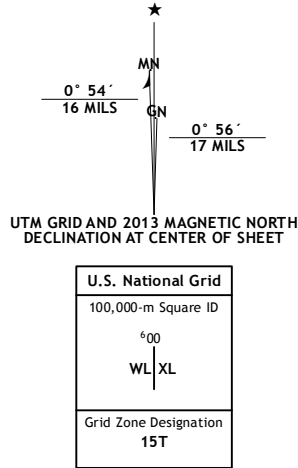 ★
MN
0° 54´
16 MILS
GN
0° 56´
17 MILS
UTM GRID AND 2013 MAGNETIC NORTH
DECLINATION AT CENTER OF SHEET
U.S. National Grid
100,000-m Square ID
⁶00
WL XL
Grid Zone Designation
15T